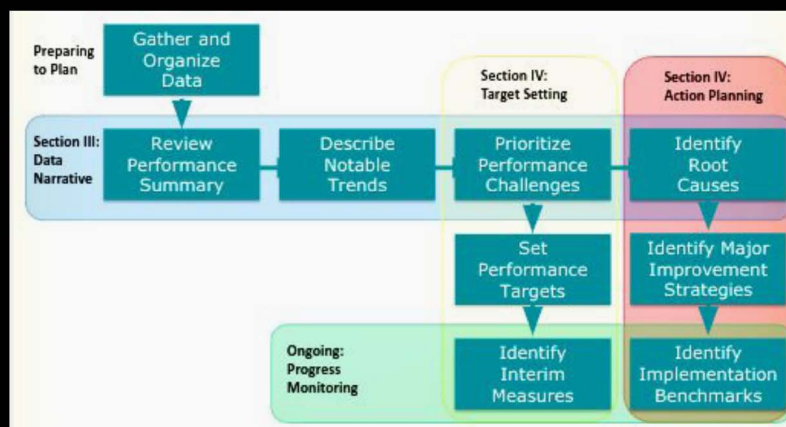 Preparing
to Plan
Gather and
Organize
Data
Section IV:
Target Setting
Section IV:
Action Planning
Section III:
Data
Narrative
Review
Performance
Summary
Describe
Notable
Trends
Prioritize
Performance
Challenges
Identify
Root
Causes
Set
Performance
Targets
Identify Major
Improvement
Strategies
Ongoing:
Progress
Monitoring
Identify
Interim
Measures
Identify
Implementation
Benchmarks